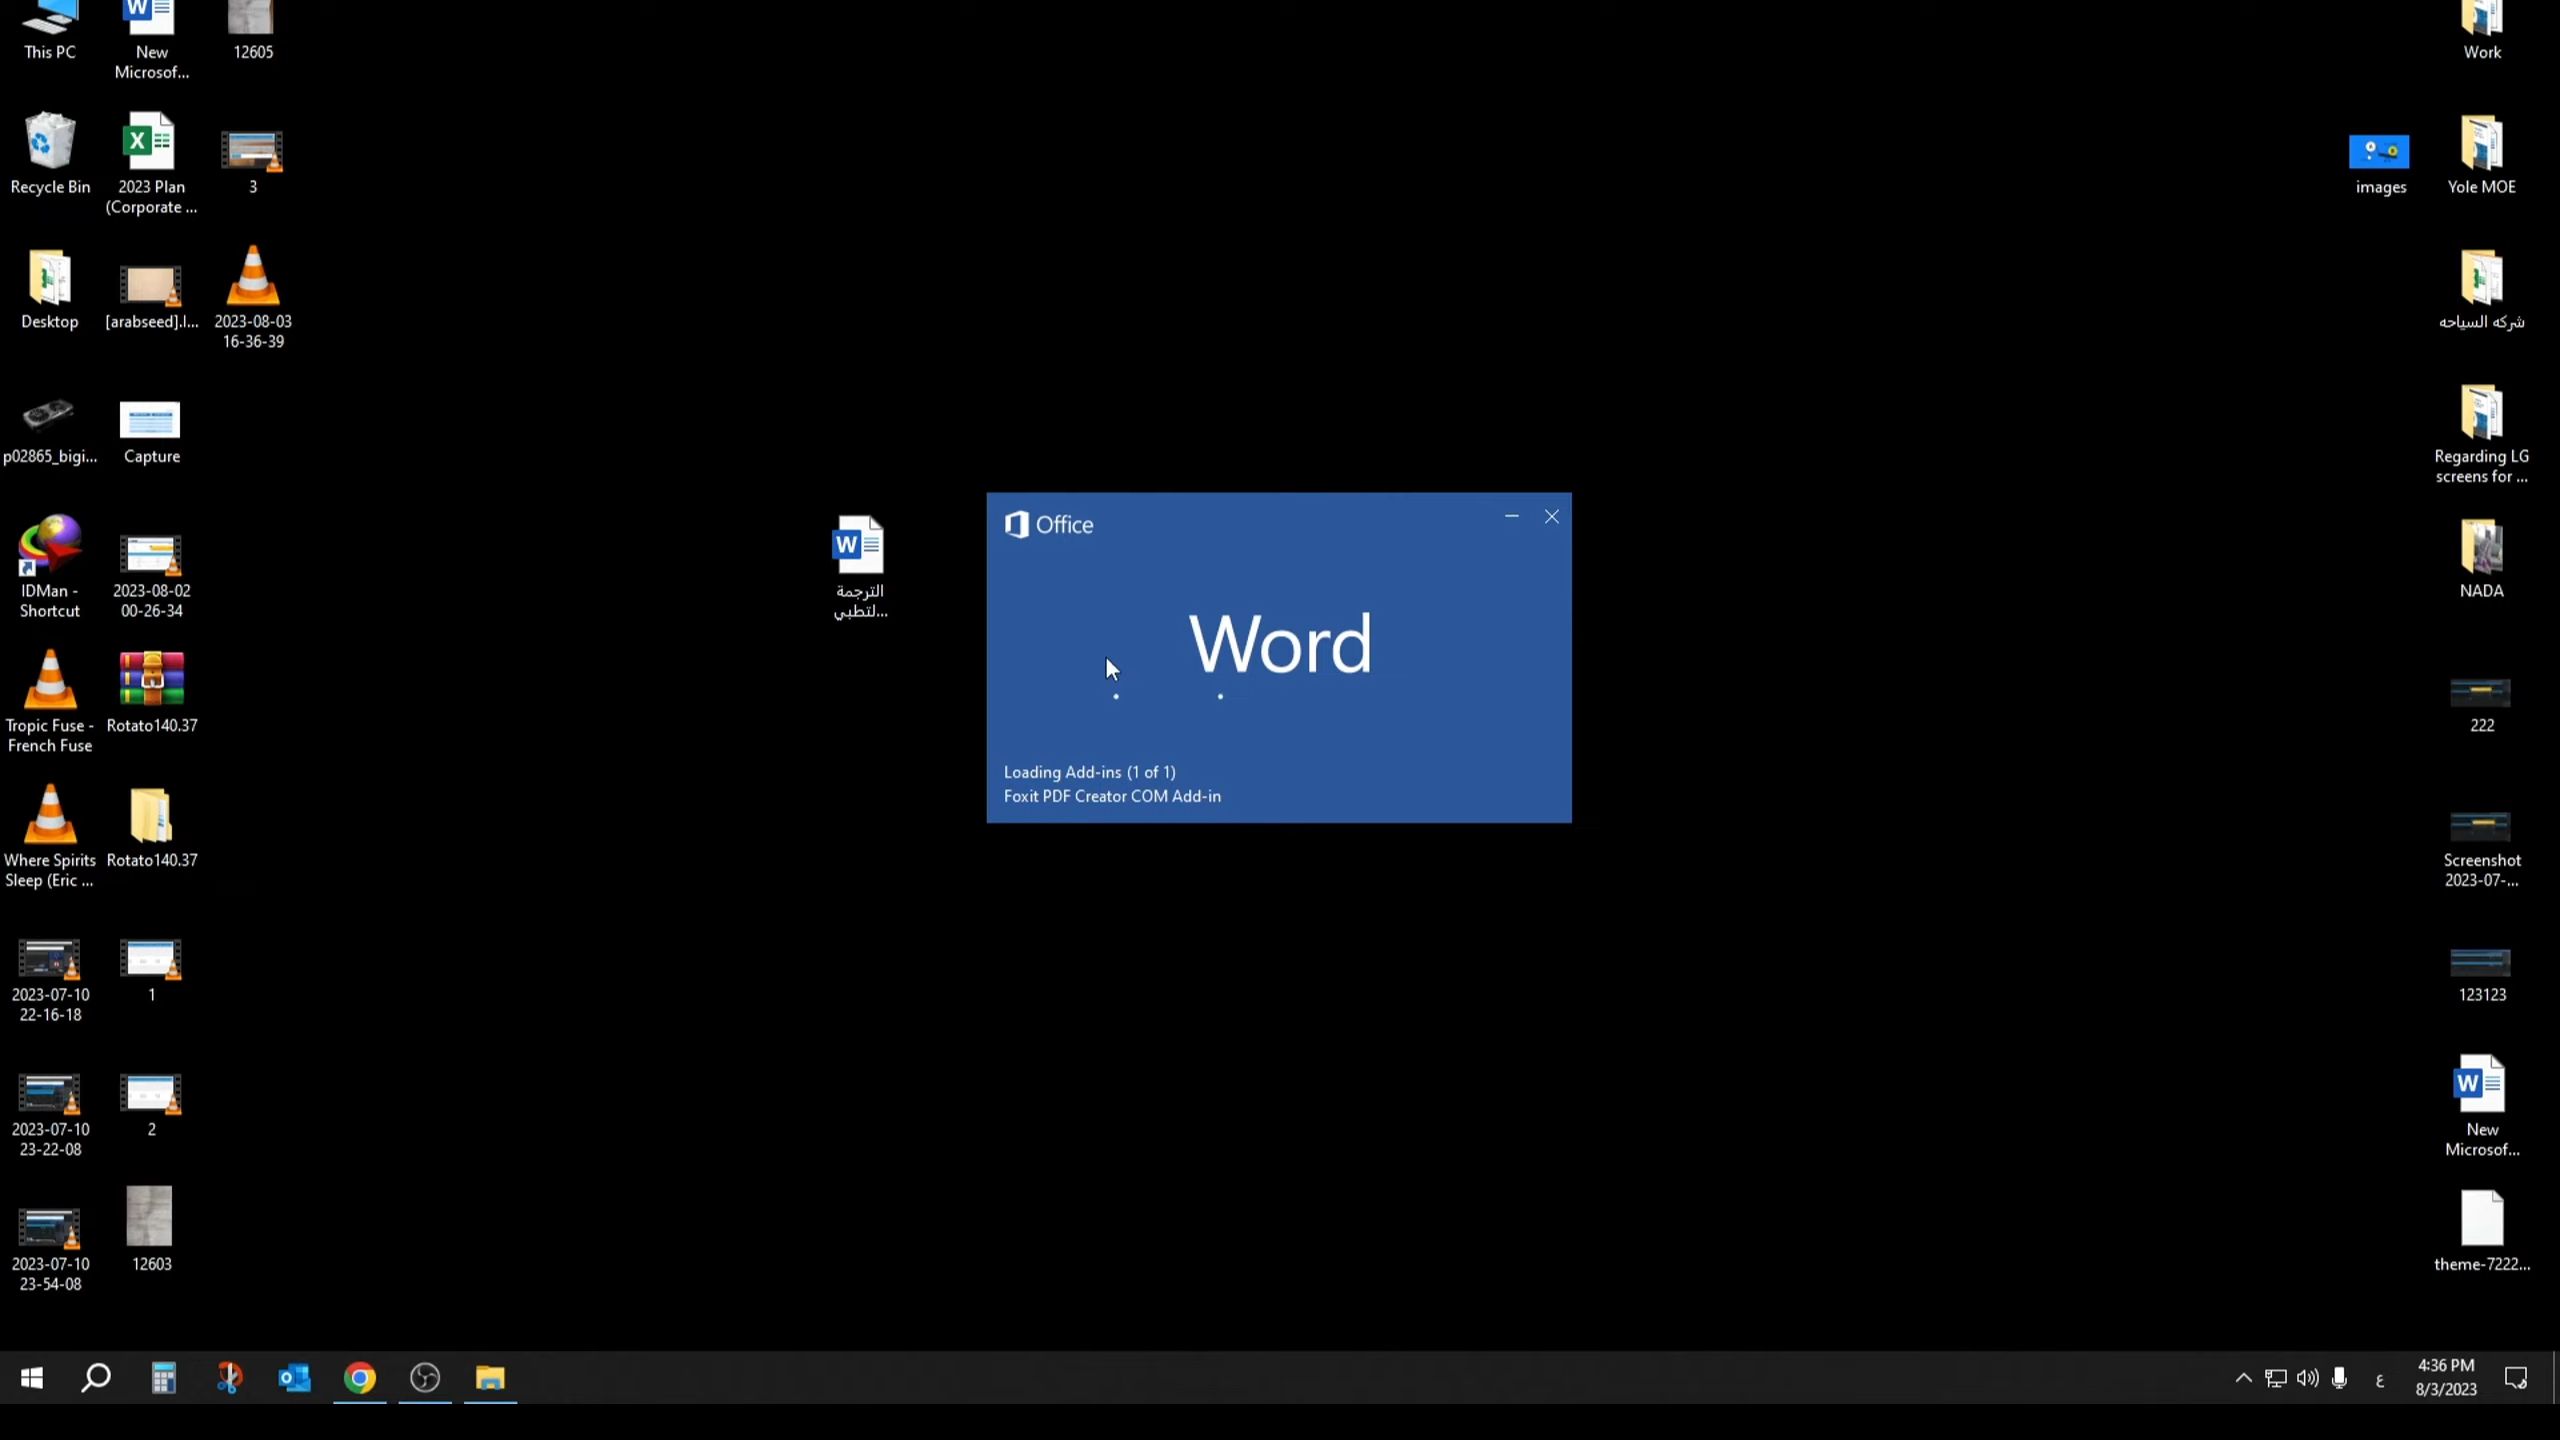 This PC
New
Microsof...
12605
Work
Recycle Bin
2023 Plan
(Corporate ...
3
images
Yole MOE
Desktop
[arabseed].l...
2023-08-03
16-36-39
شركه السياحه
p02865_bigi...
Capture
Regarding LG
screens for ...
IDMan -
Shortcut
2023-08-02
00-26-34
الترجمة
لتطبي...
NADA
Office
Word
Loading Add-ins (1 of 1)
Foxit PDF Creator COM Add-in
Tropic Fuse -
French Fuse
Rotato140.37
222
Where Spirits
Sleep (Eric ...
Rotato140.37
Screenshot
2023-07-...
2023-07-10
22-16-18
1
123123
2023-07-10
23-22-08
2
New
Microsof...
2023-07-10
23-54-08
12603
theme-7222...
ع
4:36 PM
8/3/2023